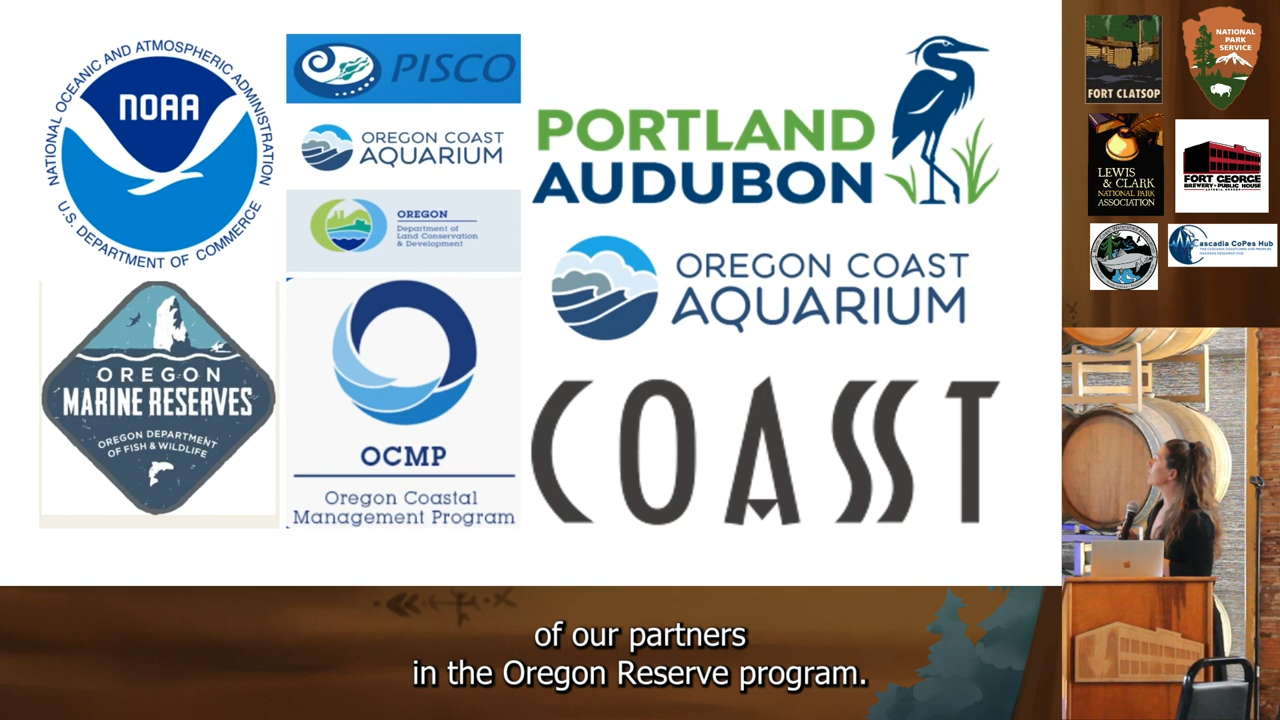 NATIONAL OCEANIC AND ATMOSPHERIC ADMINISTRATION
NOAA
U.S. DEPARTMENT OF COMMERCE
PISCO
OREGON COAST
AQUARIUM
OREGON
Department of
Land Conservation
& Development
PORTLAND
AUDUBON
OREGON COAST
AQUARIUM
OREGON
MARINE RESERVES
OREGON DEPARTMENT
OF FISH & WILDLIFE
OCMP
Oregon Coastal
Management Program
COASST
FORT CLATSOP
NATIONAL
PARK
SERVICE
LEWIS
& CLARK
NATIONAL PARK
ASSOCIATION
FORT GEORGE
BREWERY • PUBLIC HOUSE
Cascadia CoPes Hub
of our partners
in the Oregon Reserve program.